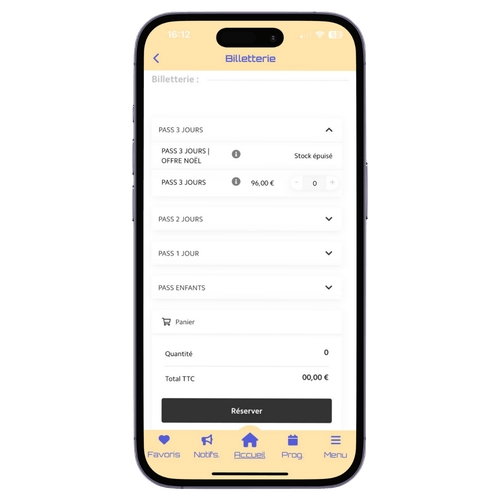 16:12
Billetterie
Billetterie :
PASS 3 JOURS
PASS 3 JOURS |
OFFRE NOËL
Stock épuisé
PASS 3 JOURS 96,00 € - 0 +
PASS 2 JOURS
PASS 1 JOUR
PASS ENFANTS
Panier
Quantité 0
Total TTC 00,00 €
Réserver
Favoris Notifs. Accueil Prog. Menu